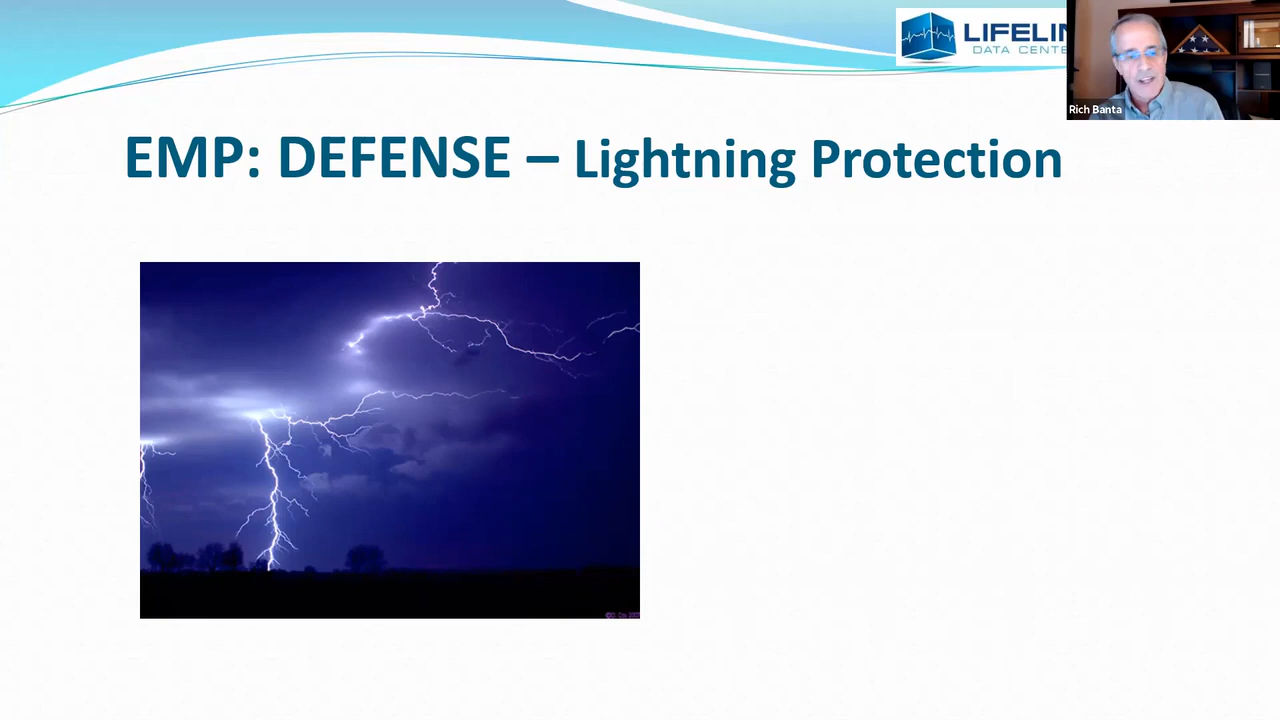 LIFELIN
DATA CENTE
Rich Banta
EMP: DEFENSE – Lightning Protection